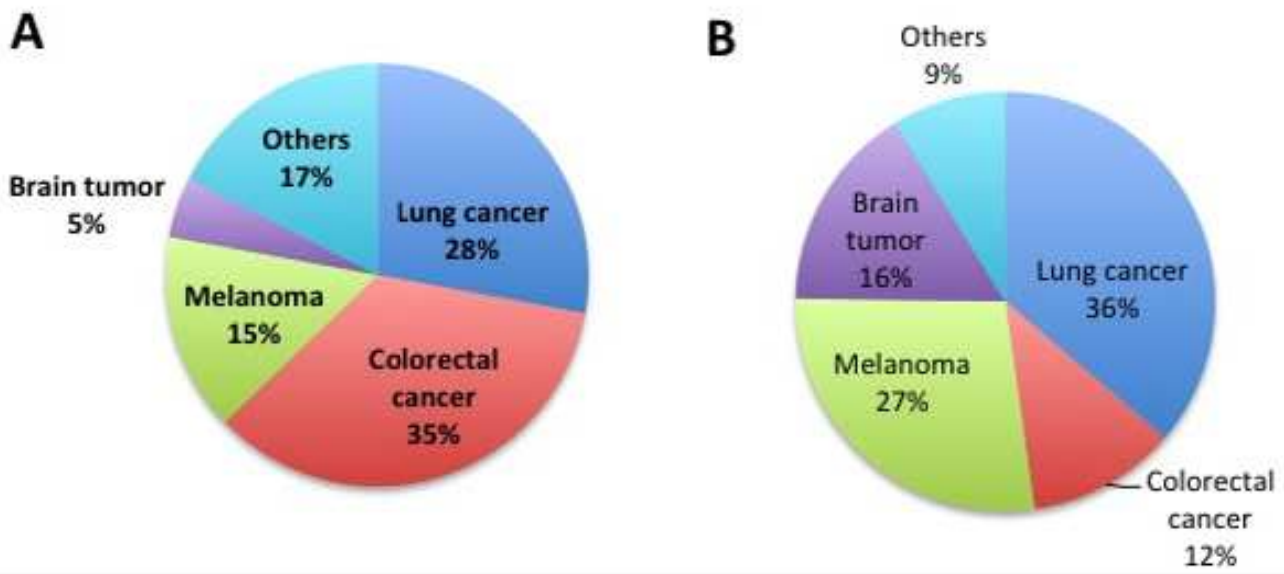 A
Others
17%
Lung cancer
28%
Brain tumor
5%
Melanoma
15%
Colorectal
cancer
35%
B
Others
9%
Brain
tumor
16%
Lung cancer
36%
Melanoma
27%
Colorectal
cancer
12%